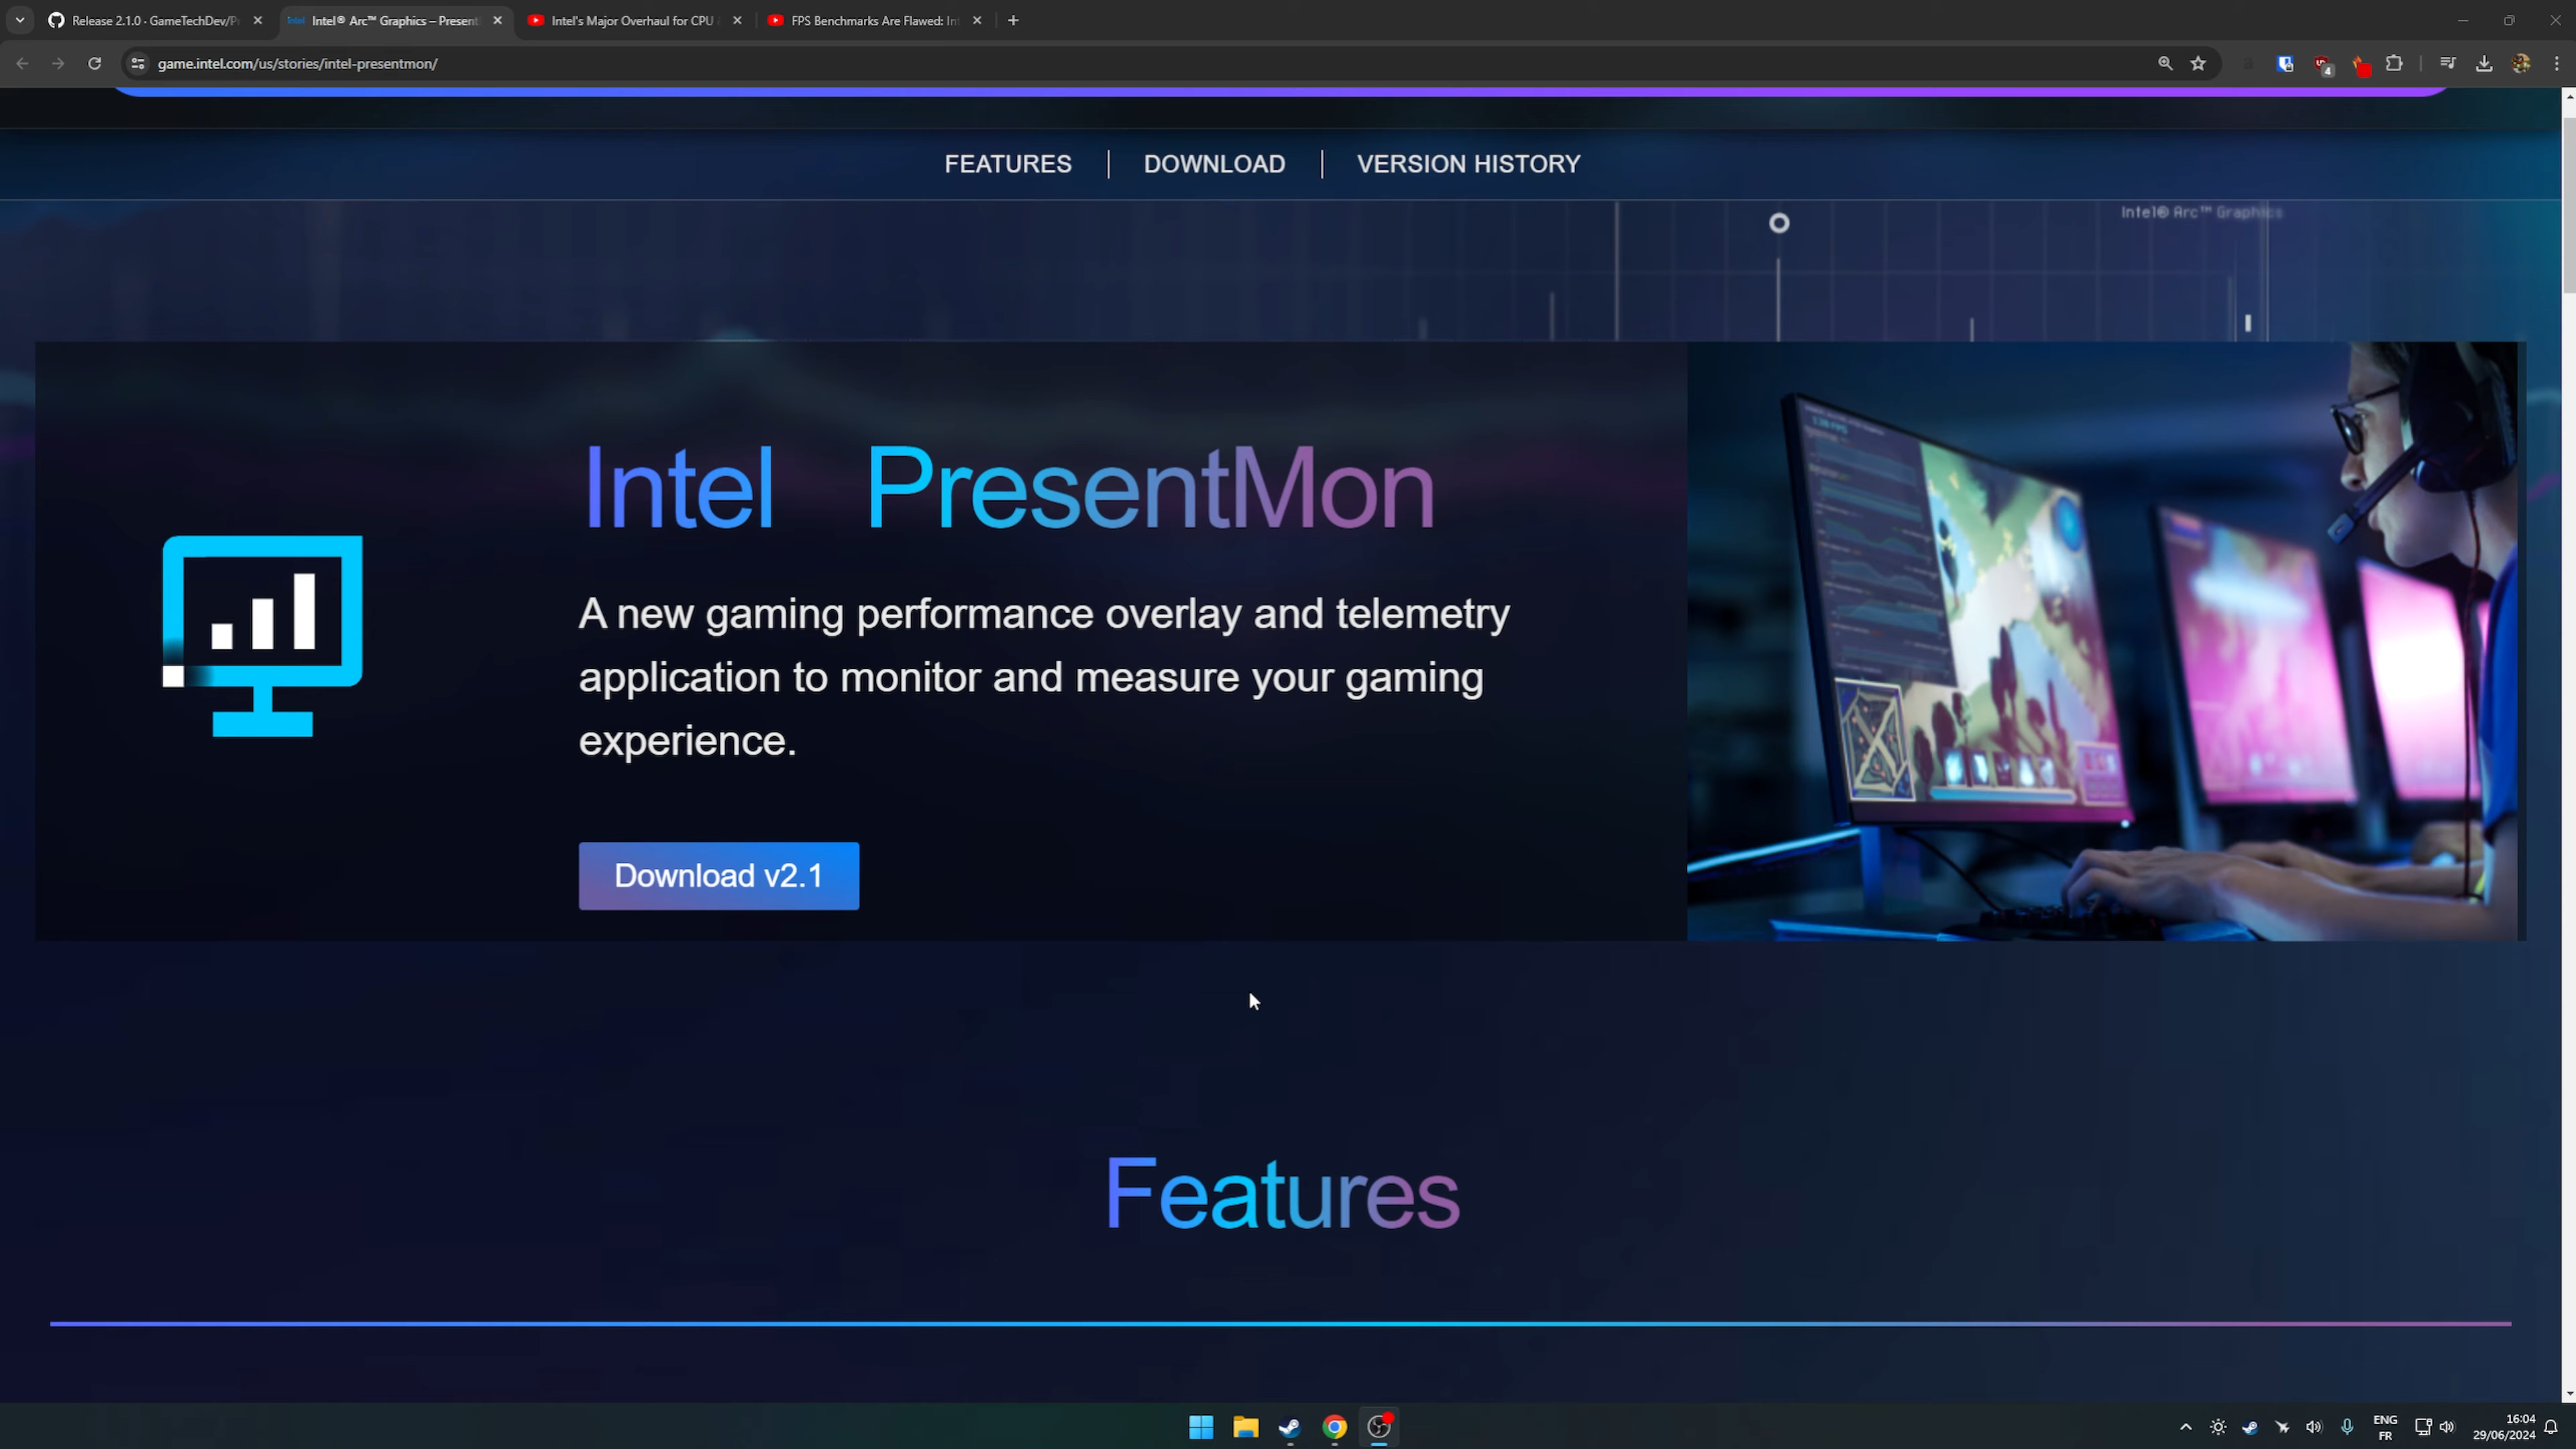 Release 2.1.0 · GameTechDev/Pr
Intel® Arc™ Graphics – Present
Intel's Major Overhaul for CPU
FPS Benchmarks Are Flawed: In
game.intel.com/us/stories/intel-presentmon/
4
FEATURES
DOWNLOAD
VERSION HISTORY
Intel® Arc™ Graphics
Intel PresentMon
A new gaming performance overlay and telemetry
application to monitor and measure your gaming
experience.
Download v2.1
Features
ENG
FR
16:04
29/06/2024